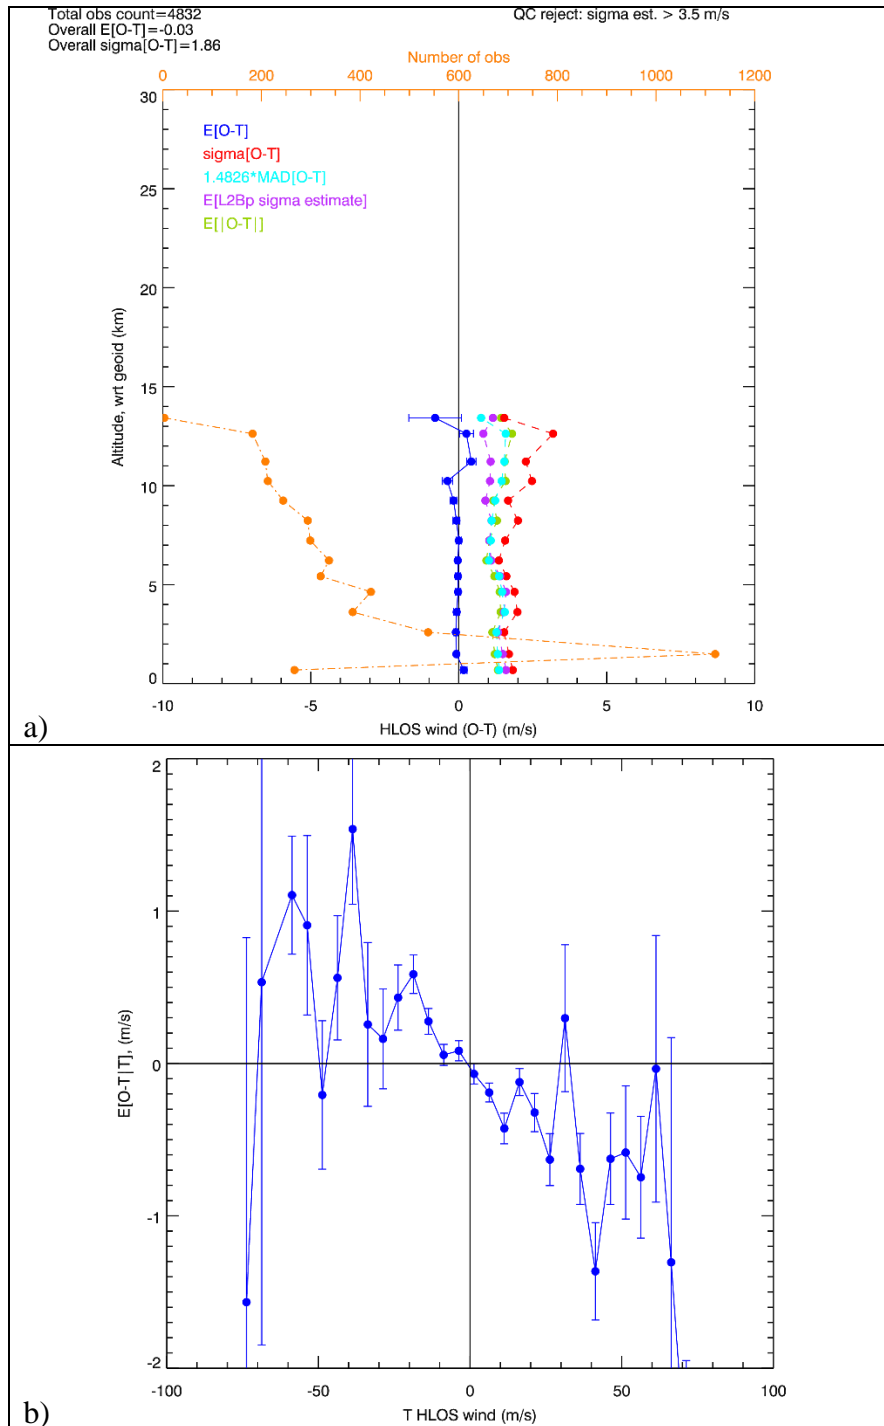 Total obs count=4832
QC reject: sigma est. > 3.5 m/s
Overall E[O-T]=-0.03
Overall sigma[O-T]=1.86
Number of obs
0 200 400 600 800 1000 1200
30
E[O-T]
sigma[O-T]
1.4826*MAD[O-T]
E[L2Bp sigma estimate]
E[|O-T|]
25
20
15
10
5
0
Altitude, wrt geoid (km)
-10 -5 0 5 10
HLOS wind (O-T) (m/s)
a)
2
1
0
-1
-2
E[O-T|T], (m/s)
-100 -50 0 50 100
T HLOS wind (m/s)
b)